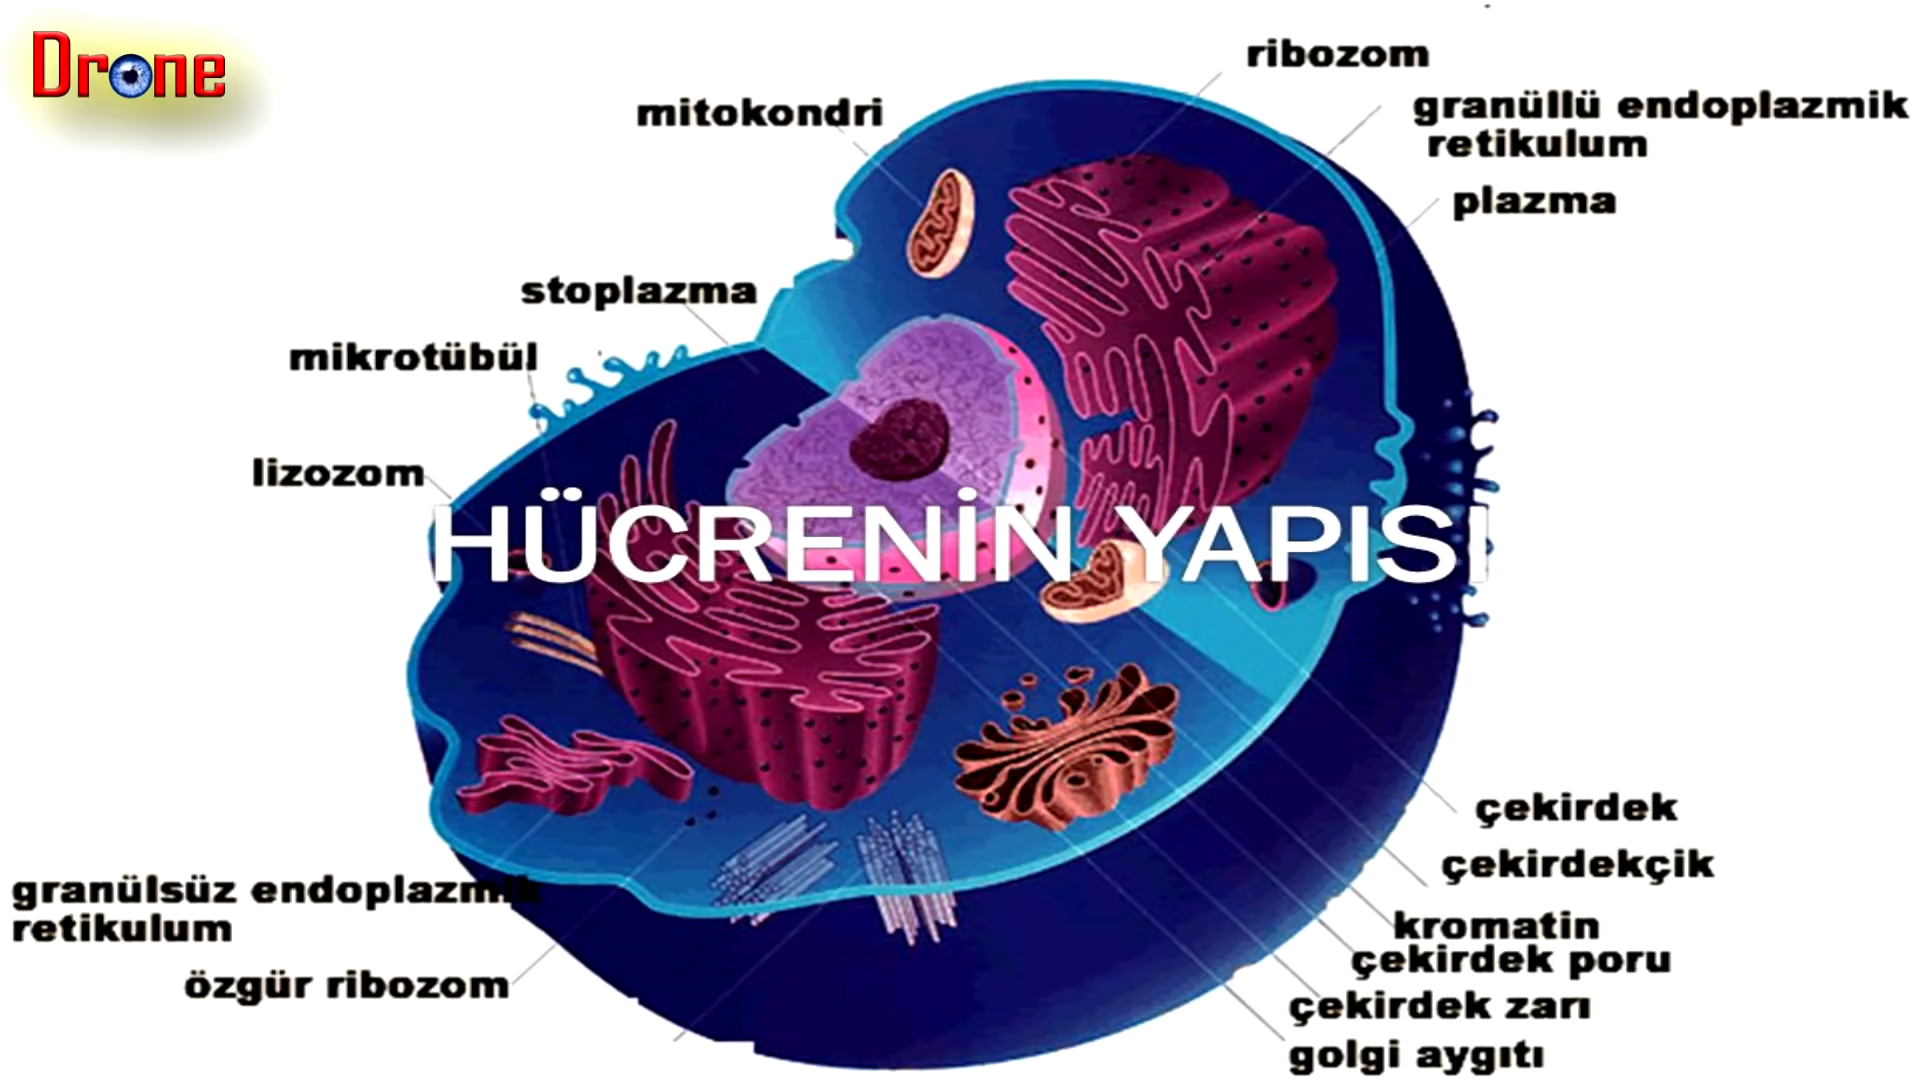 Drone
ribozom
mitokondri
granüllü endoplazmik
retikulum
plazma
stoplazma
mikrotübül
lizozom
HÜCRENİN YAPISI
çekirdek
çekirdekçik
granülsüz endoplazmik
retikulum
kromatin
çekirdek poru
özgür ribozom
çekirdek zarı
golgi aygıtı